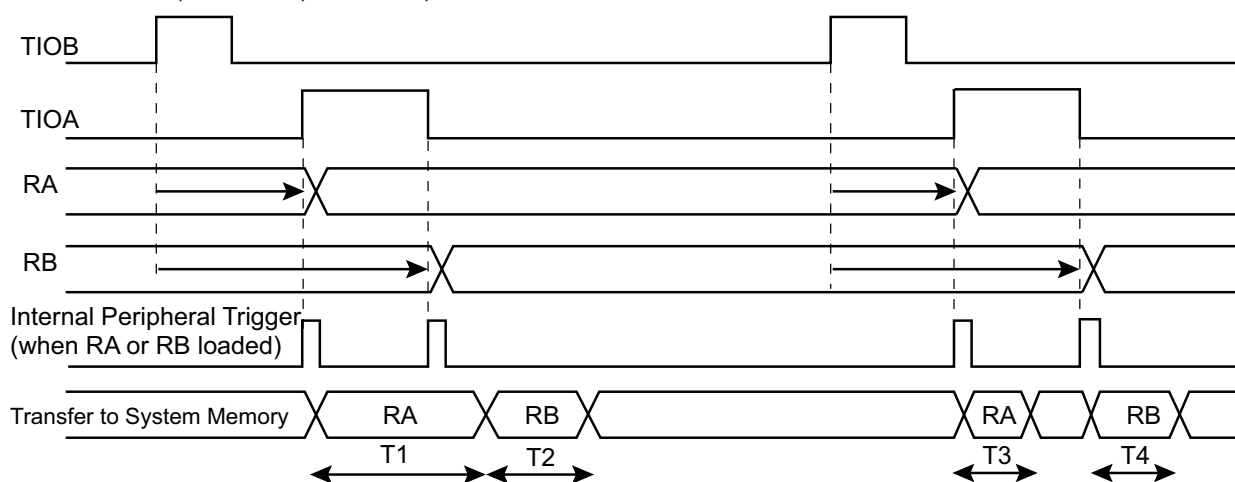 TIOB
TIOA
RA
RB
Internal Peripheral Trigger
(when RA or RB loaded)
Transfer to System Memory RA RB RA RB
T1 T2 T3 T4